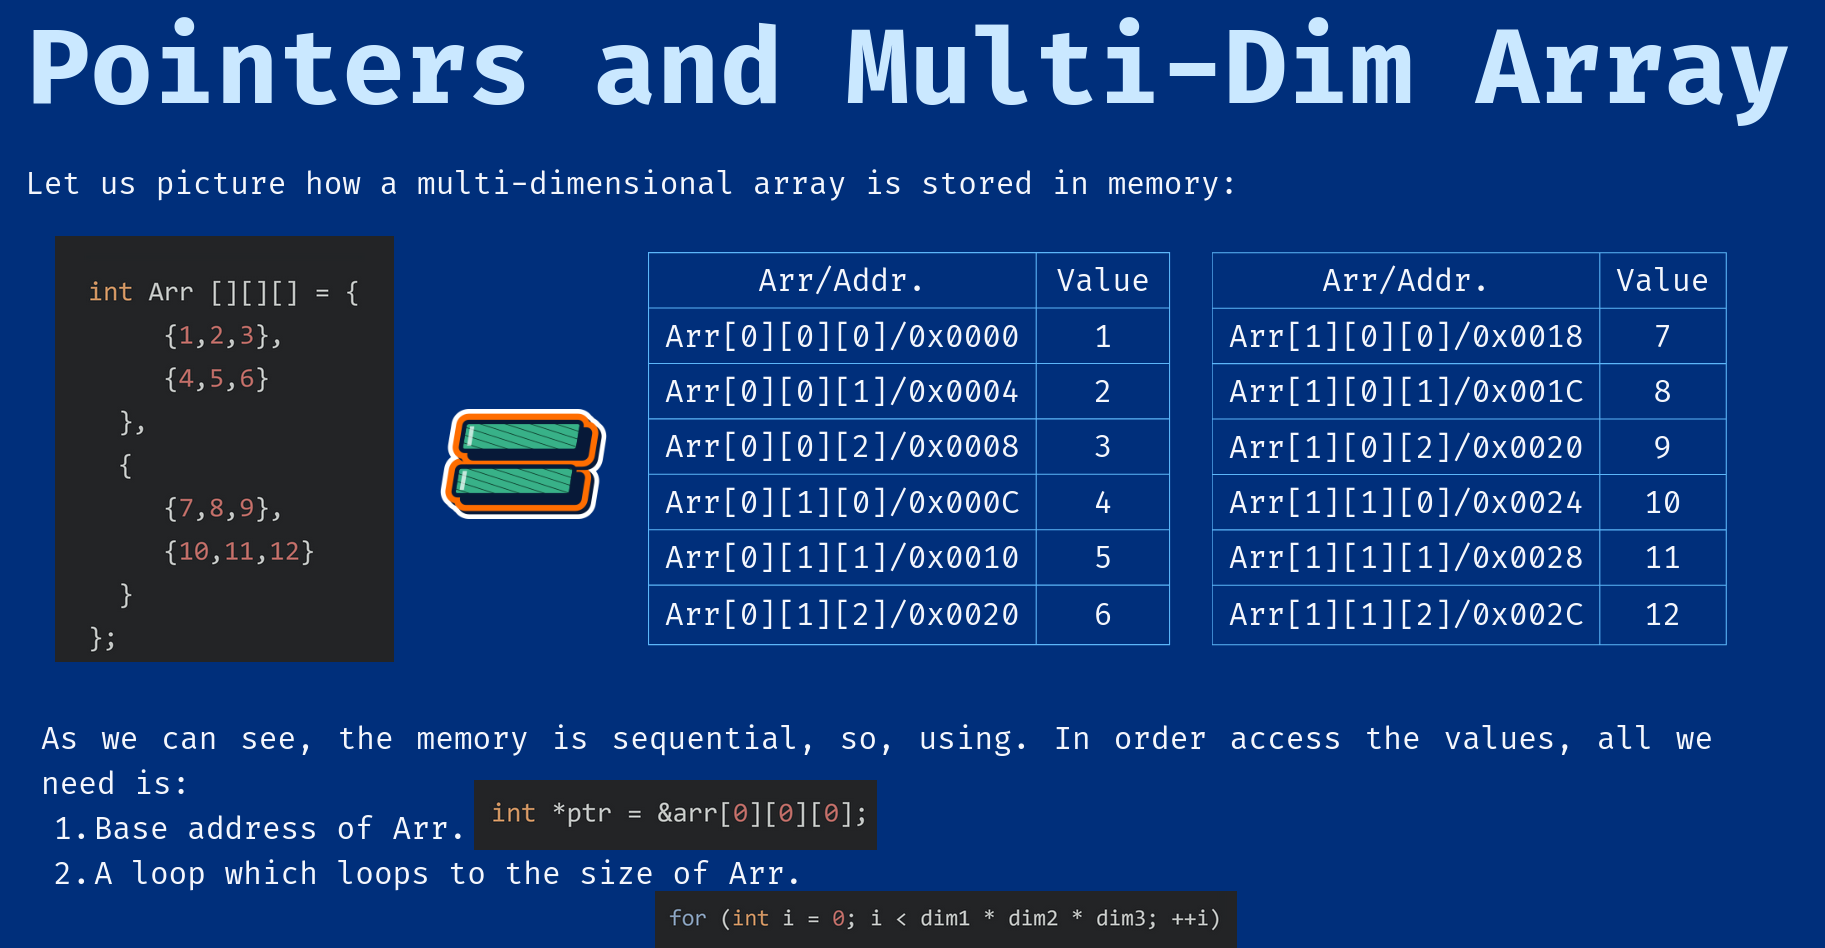 Pointers and Multi-Dim Array
Let us picture how a multi-dimensional array is stored in memory:
int Arr [][][] = {
{1,2,3},
{4,5,6}
},
{
{7,8,9},
{10,11,12}
}
};
Arr/Addr. Value
Arr[0][0][0]/0x0000 1
Arr[0][0][1]/0x0004 2
Arr[0][0][2]/0x0008 3
Arr[0][1][0]/0x000C 4
Arr[0][1][1]/0x0010 5
Arr[0][1][2]/0x0020 6
Arr/Addr. Value
Arr[1][0][0]/0x0018 7
Arr[1][0][1]/0x001C 8
Arr[1][0][2]/0x0020 9
Arr[1][1][0]/0x0024 10
Arr[1][1][1]/0x0028 11
Arr[1][1][2]/0x002C 12
As we can see, the memory is sequential, so, using. In order access the values, all we
need is:
1. Base address of Arr.
int *ptr = &arr[0][0][0];
2. A loop which loops to the size of Arr.
for (int i = 0; i < dim1 * dim2 * dim3; ++i)